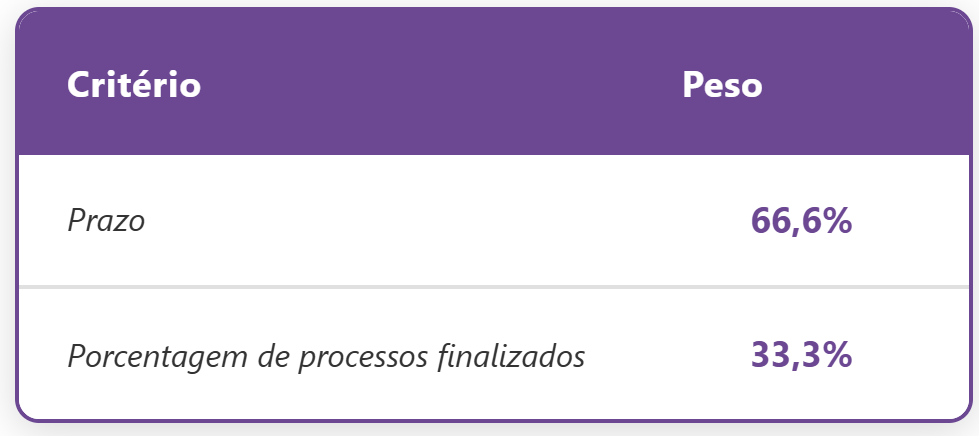 Critério Peso
Prazo 66,6%
Porcentagem de processos finalizados 33,3%